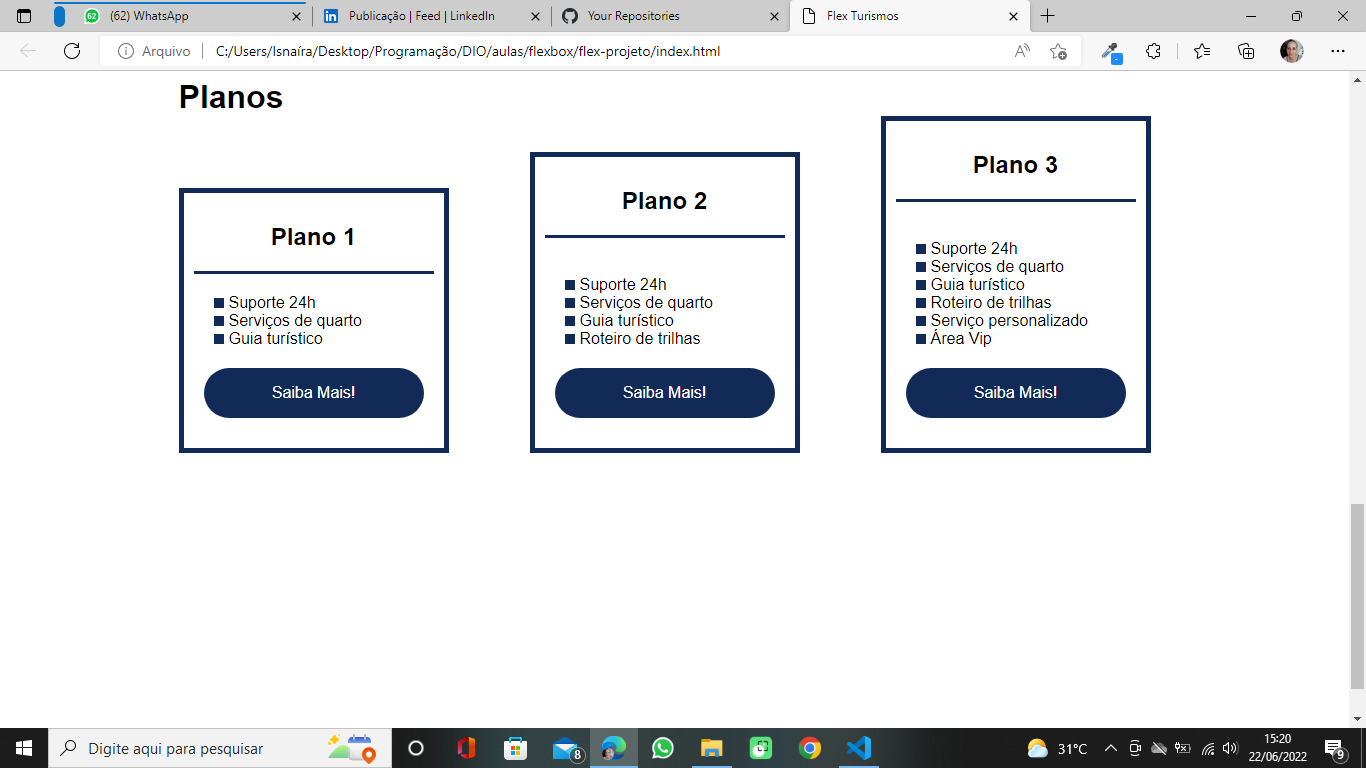 62
(62) WhatsApp
Publicação | Feed | LinkedIn
Your Repositories
Flex Turismos
Arquivo
C:/Users/Isnaíra/Desktop/Programação/DIO/aulas/flexbox/flex-projeto/index.html
Planos
Plano 1
Suporte 24h
Serviços de quarto
Guia turístico
Saiba Mais!
Plano 2
Suporte 24h
Serviços de quarto
Guia turístico
Roteiro de trilhas
Saiba Mais!
Plano 3
Suporte 24h
Serviços de quarto
Guia turístico
Roteiro de trilhas
Serviço personalizado
Área Vip
Saiba Mais!
Digite aqui para pesquisar
8
31°C
15:20
22/06/2022
9